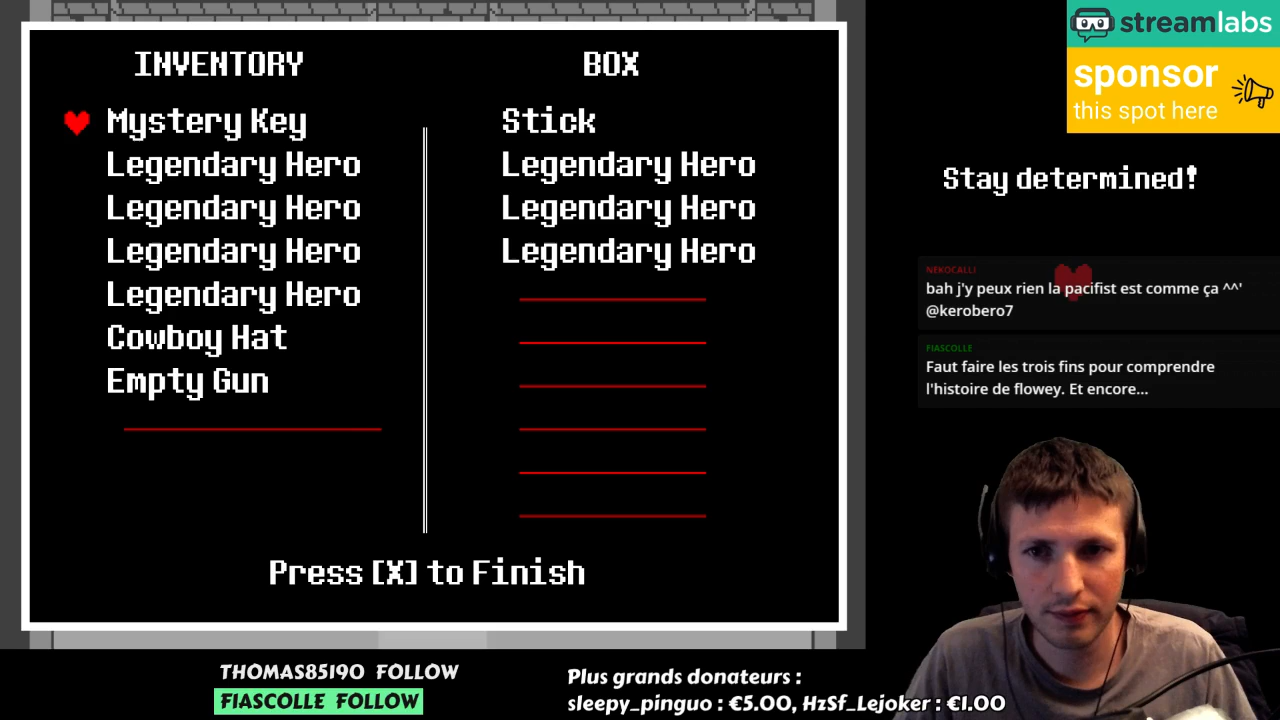 INVENTORY
BOX
Mystery Key
Legendary Hero
Legendary Hero
Legendary Hero
Legendary Hero
Cowboy Hat
Empty Gun
Stick
Legendary Hero
Legendary Hero
Legendary Hero
Press [X] to Finish
streamlabs
sponsor
this spot here
Stay determined!
NEKOCALLI
bah j'y peux rien la pacifist est comme ça ^^'
@kerobero7
FIASCOLLE
Faut faire les trois fins pour comprendre
l'histoire de flowey. Et encore...
THOMAS85190 FOLLOW
FIASCOLLE FOLLOW
Plus grands donateurs :
sleepy_pinguo : €5.00, HzSf_Lejoker : €1.00